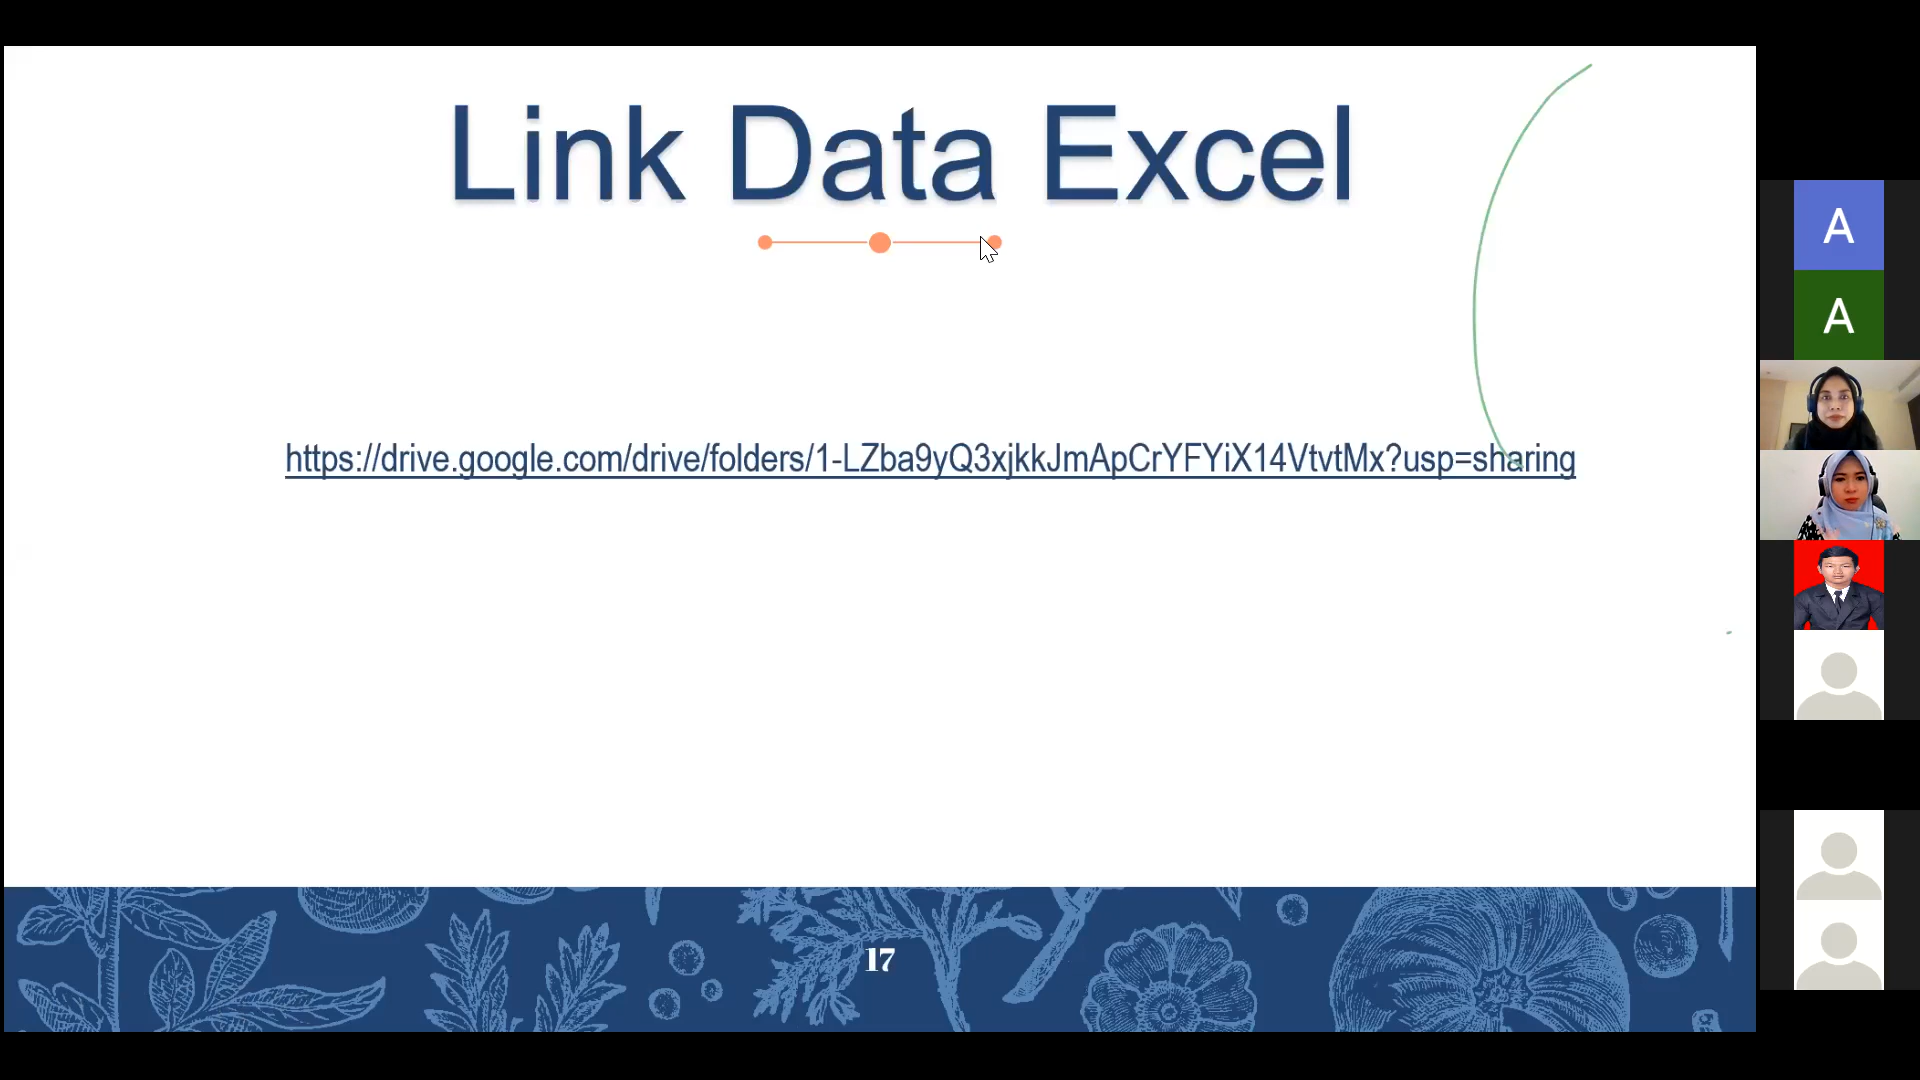 Link Data Excel
https://drive.google.com/drive/folders/1-LZba9yQ3xjkkJmApCrYFYiX14VtvtMx?usp=sharing
17
A
A